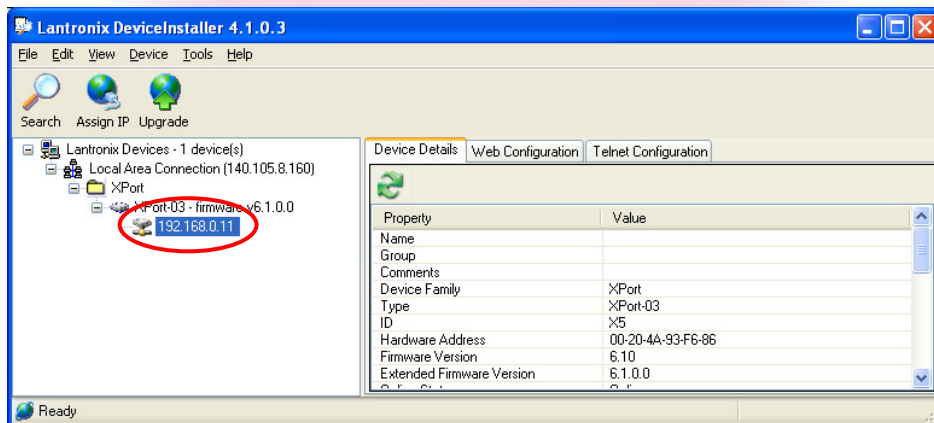 Lantronix DeviceInstaller 4.1.0.3
File Edit View Device Tools Help
Search Assign IP Upgrade
Lantronix Devices - 1 device(s)
Local Area Connection (140.105.8.160)
XPort
XPort-03 - firmware v6.1.0.0
192.168.0.11
Device Details Web Configuration Telnet Configuration
Property Value
Name
Group
Comments
Device Family XPort
Type XPort-03
ID X5
Hardware Address 00-20-4A-93-F6-86
Firmware Version 6.10
Extended Firmware Version 6.1.0.0
Ready